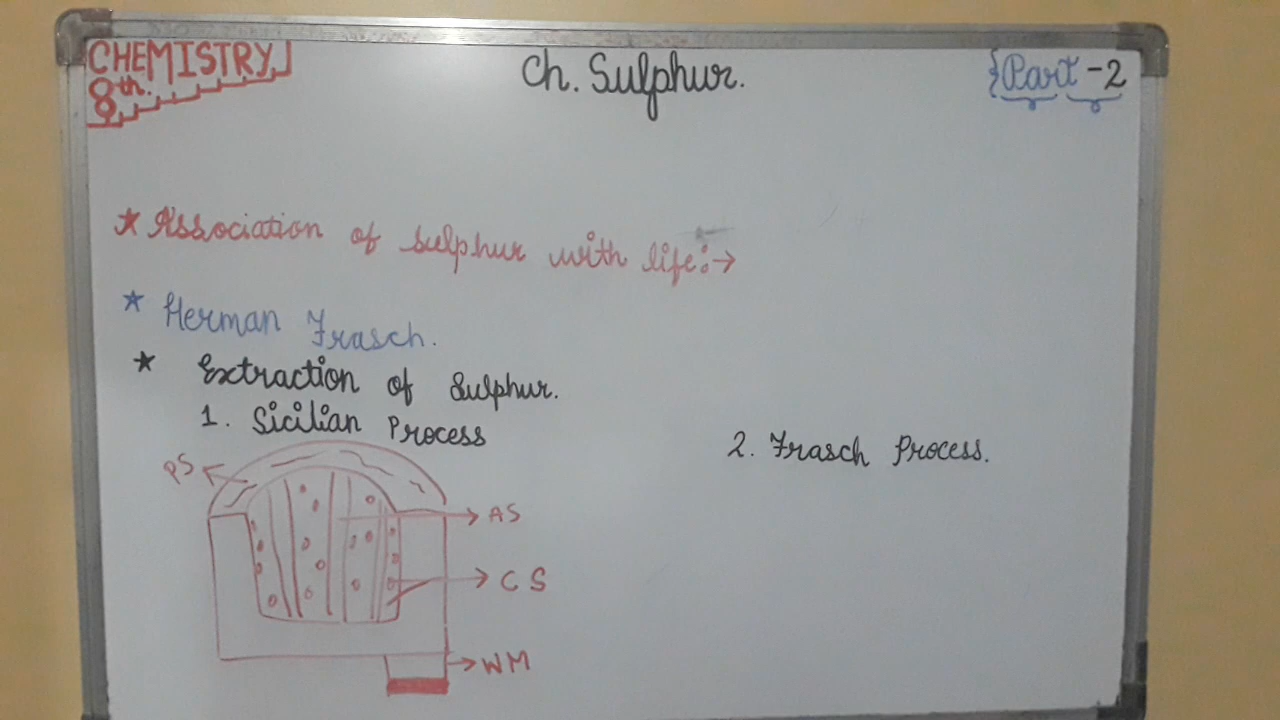 CHEMISTRY
8th.
Ch. Sulphur.
Part -2
* Association of sulphur with life:→
* Herman Frasch.
* Extraction of Sulphur.
1. Sicilian Process
2. Frasch Process.
PS
AS
CS
WM